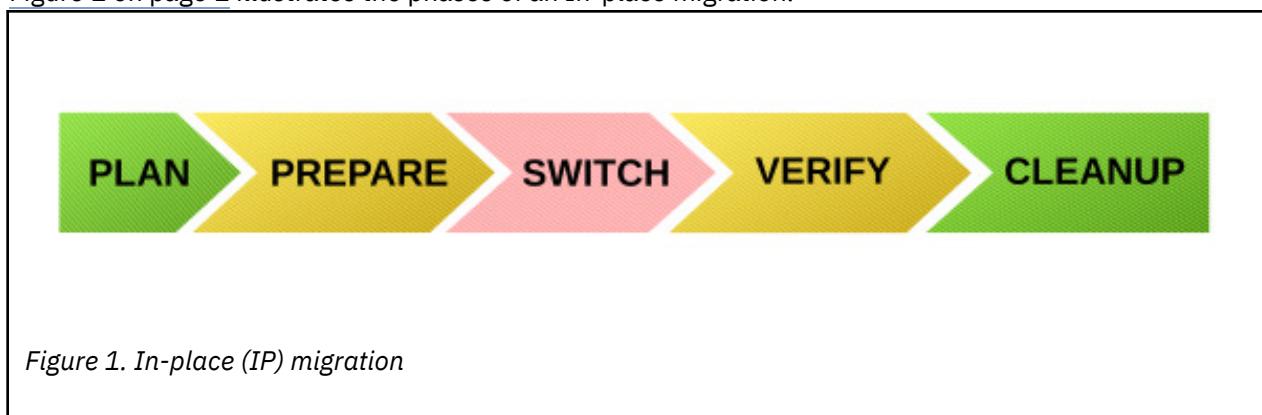 illustrates the phases of an In-place migration.
PLAN PREPARE SWITCH VERIFY CLEANUP
Figure 1. In-place (IP) migration